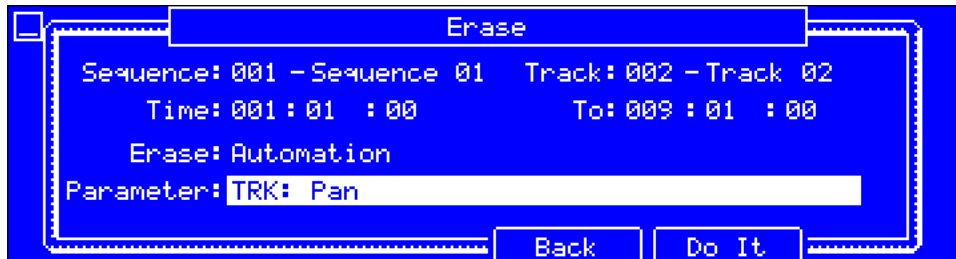 Erase
Sequence: 001 - Sequence 01 Track: 002 - Track 02
Time: 001 : 01 : 00 To: 009 : 01 : 00
Erase: Automation
Parameter: TRK: Pan
Back Do It